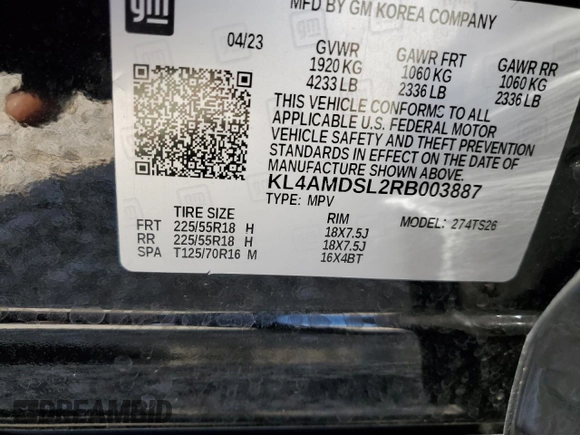 gm
MFD BY GM KOREA COMPANY
04/23 GVWR GAWR FRT GAWR RR
1920 KG 1060 KG 1060 KG
4233 LB 2336 LB 2336 LB
THIS VEHICLE CONFORMS TO ALL
APPLICABLE U.S. FEDERAL MOTOR
VEHICLE SAFETY AND THEFT PREVENTION
STANDARDS IN EFFECT ON THE DATE OF
MANUFACTURE SHOWN ABOVE.
KL4AMDSL2RB003887
TYPE: MPV
TIRE SIZE RIM MODEL: 274TS26
FRT 225/55R18 H 18X7.5J
RR 225/55R18 H 18X7.5J
SPA T125/70R16 M 16X4BT
DREAMBID